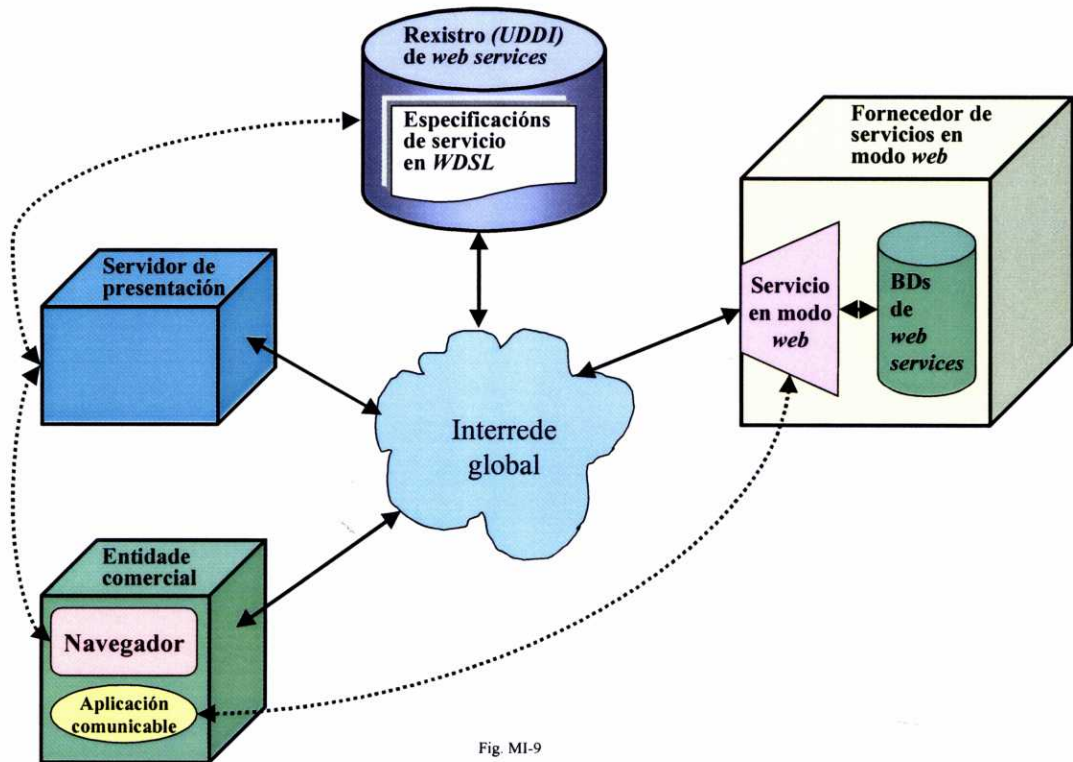 Rexistro (UDDI)
de web services
Especificacións
de servicio
en WDSL
Fornecedor de
servicios en
modo web
Servicio
en modo
web
BDs
de
web
services
Servidor de
presentación
Interrede
global
Entidade
comercial
Navegador
Aplicación
comunicable
Fig. MI-9